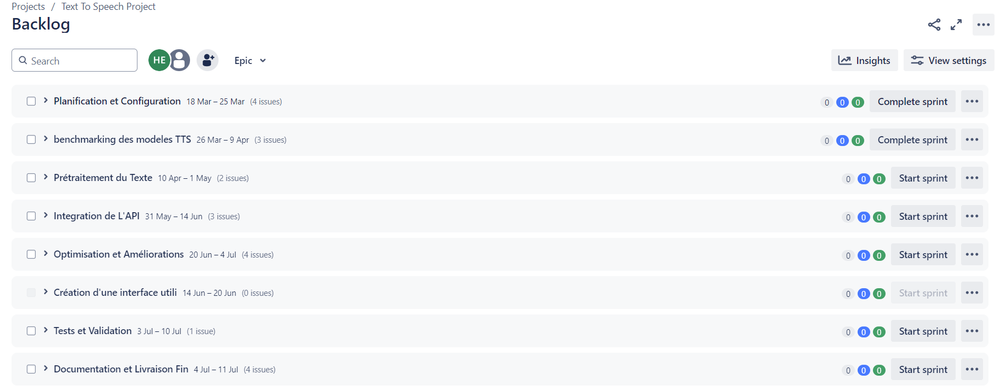 Projects / Text To Speech Project
Backlog
Search HE Epic Insights View settings
Planification et Configuration 18 Mar – 25 Mar (4 issues) 0 0 0 Complete sprint
benchmarking des modeles TTS 26 Mar – 9 Apr (3 issues) 0 0 0 Complete sprint
Prétraitement du Texte 10 Apr – 1 May (2 issues) 0 0 0 Start sprint
Integration de L'API 31 May – 14 Jun (3 issues) 0 0 0 Start sprint
Optimisation et Améliorations 20 Jun – 4 Jul (4 issues) 0 0 0 Start sprint
Création d'une interface utili 14 Jun – 20 Jun (0 issues) 0 0 0 Start sprint
Tests et Validation 3 Jul – 10 Jul (1 issue) 0 0 0 Start sprint
Documentation et Livraison Fin 4 Jul – 11 Jul (4 issues) 0 0 0 Start sprint